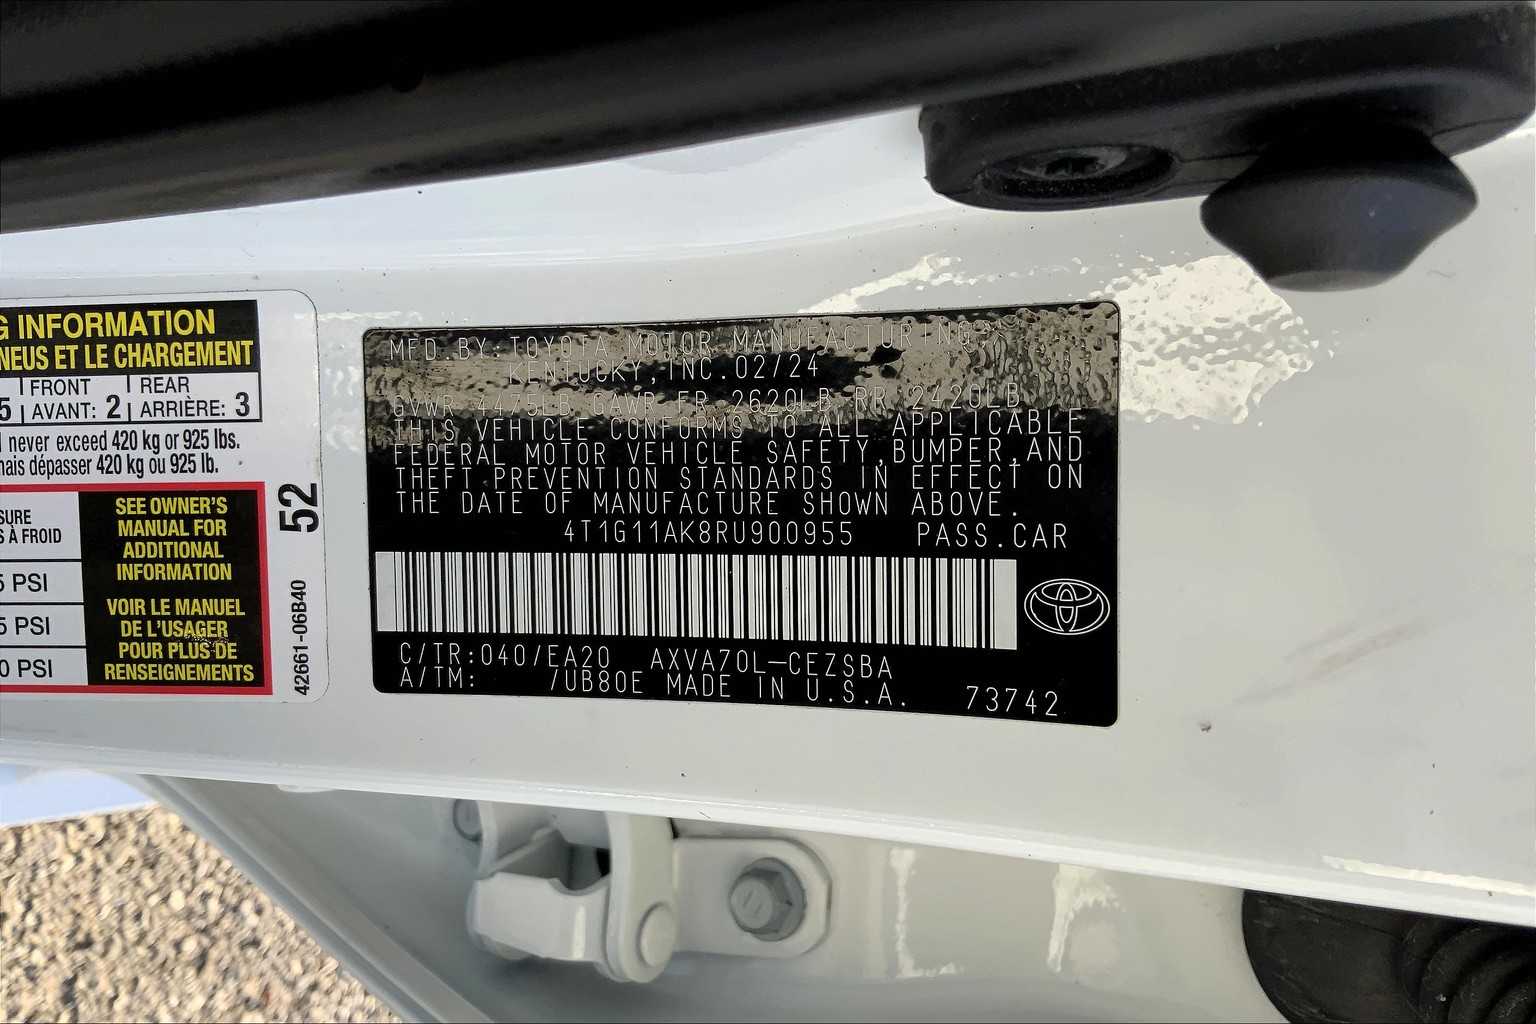 G INFORMATION
NEUS ET LE CHARGEMENT
5 | FRONT AVANT: 2 | REAR ARRIÈRE: 3
never exceed 420 kg or 925 lbs.
mais dépasser 420 kg ou 925 lb.
SURE
S À FROID
5 PSI
5 PSI
0 PSI
SEE OWNER'S
MANUAL FOR
ADDITIONAL
INFORMATION
VOIR LE MANUEL
DE L'USAGER
POUR PLUS DE
RENSEIGNEMENTS
52
42661-06B40
MFD.BY:TOYOTA MOTOR MANUFACTURING,
KENTUCKY,INC.02/24
GVWR 4475LB GAWR FR 2620LB RR 2420LB
THIS VEHICLE CONFORMS TO ALL APPLICABLE
FEDERAL MOTOR VEHICLE SAFETY,BUMPER,AND
THEFT PREVENTION STANDARDS IN EFFECT ON
THE DATE OF MANUFACTURE SHOWN ABOVE.
4T1G11AK8RU900955 PASS.CAR
C/TR:040/EA20 AXVA70L-CEZSBA
A/TM: /UB80E MADE IN U.S.A. 73742